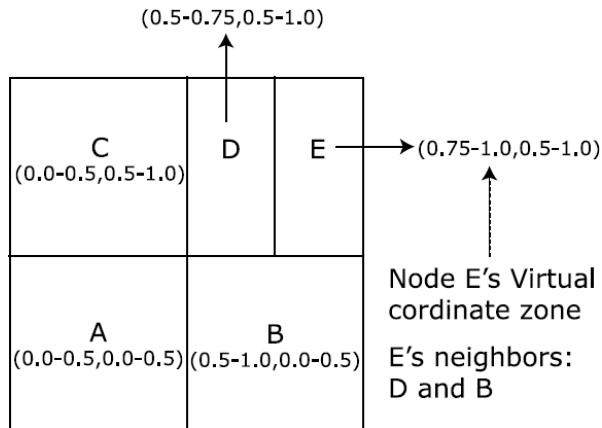 (0.5-0.75,0.5-1.0)
C
(0.0-0.5,0.5-1.0)
D
E
(0.75-1.0,0.5-1.0)
Node E's Virtual
cordinate zone
E's neighbors:
D and B
A
(0.0-0.5,0.0-0.5)
B
(0.5-1.0,0.0-0.5)